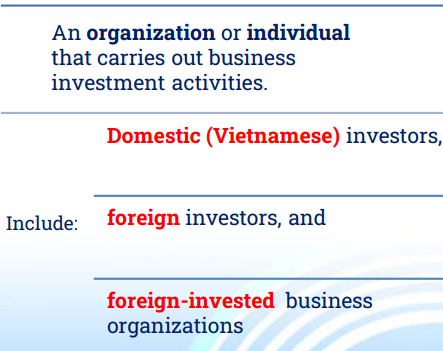 An organization or individual
that carries out business
investment activities.
Domestic (Vietnamese) investors,
Include:
foreign investors, and
foreign-invested business
organizations